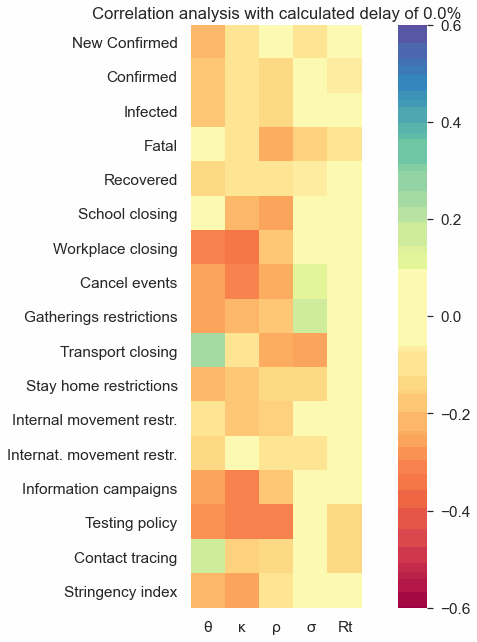 Correlation analysis with calculated delay of 0.0%
New Confirmed
Confirmed
Infected
Fatal
Recovered
School closing
Workplace closing
Cancel events
Gatherings restrictions
Transport closing
Stay home restrictions
Internal movement restr.
Internat. movement restr.
Information campaigns
Testing policy
Contact tracing
Stringency index
θ κ ρ σ Rt
0.6
0.4
0.2
0.0
−0.2
−0.4
−0.6